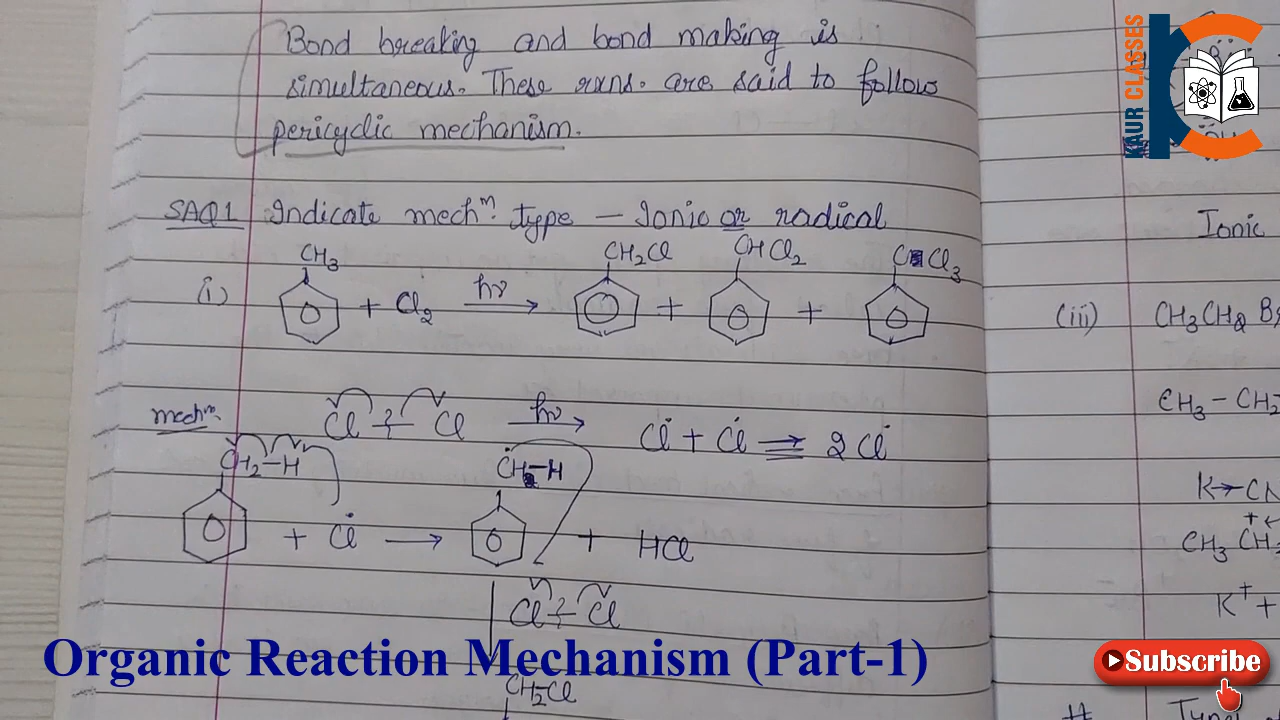 Bond breaking and bond making is
simultaneous. These rxns. are said to follow
pericyclic mechanism.
SAQ1 Indicate mechⁿ. type – Ionic or radical
CH₃ CH₂Cl CHCl₂ CCl₃
(i) + Cl₂ hν → + +
mechⁿ. Cl – Cl hν → Cl• + Cl• ⇒ 2Cl•
CH₂–H ĊH–H
+ Cl• → + HCl
Cl – Cl
CH₂Cl
Ionic
(iii) CH₃CH₂ B
CH₃–CH₂
K→CN
CH₃ CH₂
K⁺ +
KAUR CLASSES
Organic Reaction Mechanism (Part-1)
Subscribe